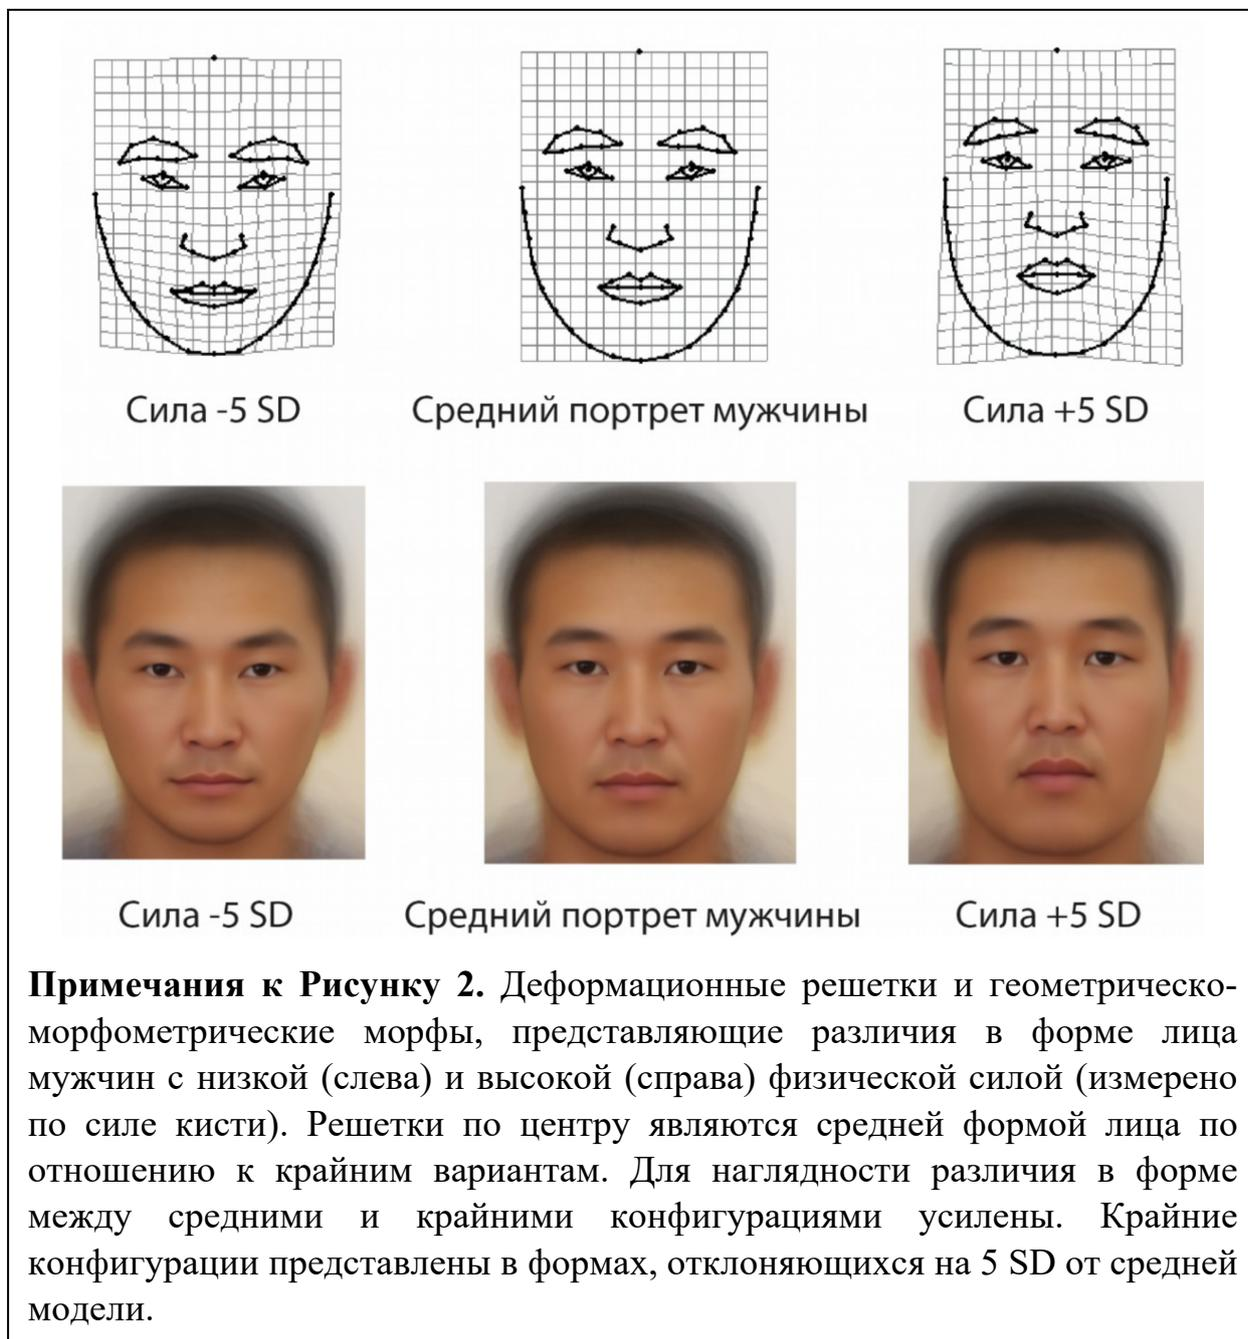 Сила -5 SD
Средний портрет мужчины
Сила +5 SD
Сила -5 SD
Средний портрет мужчины
Сила +5 SD
Примечания к Рисунку 2. Деформационные решетки и геометрическо-
морфометрические морфы, представляющие различия в форме лица
мужчин с низкой (слева) и высокой (справа) физической силой (измерено
по силе кисти). Решетки по центру являются средней формой лица по
отношению к крайним вариантам. Для наглядности различия в форме
между средними и крайними конфигурациями усилены. Крайние
конфигурации представлены в формах, отклоняющихся на 5 SD от средней
модели.